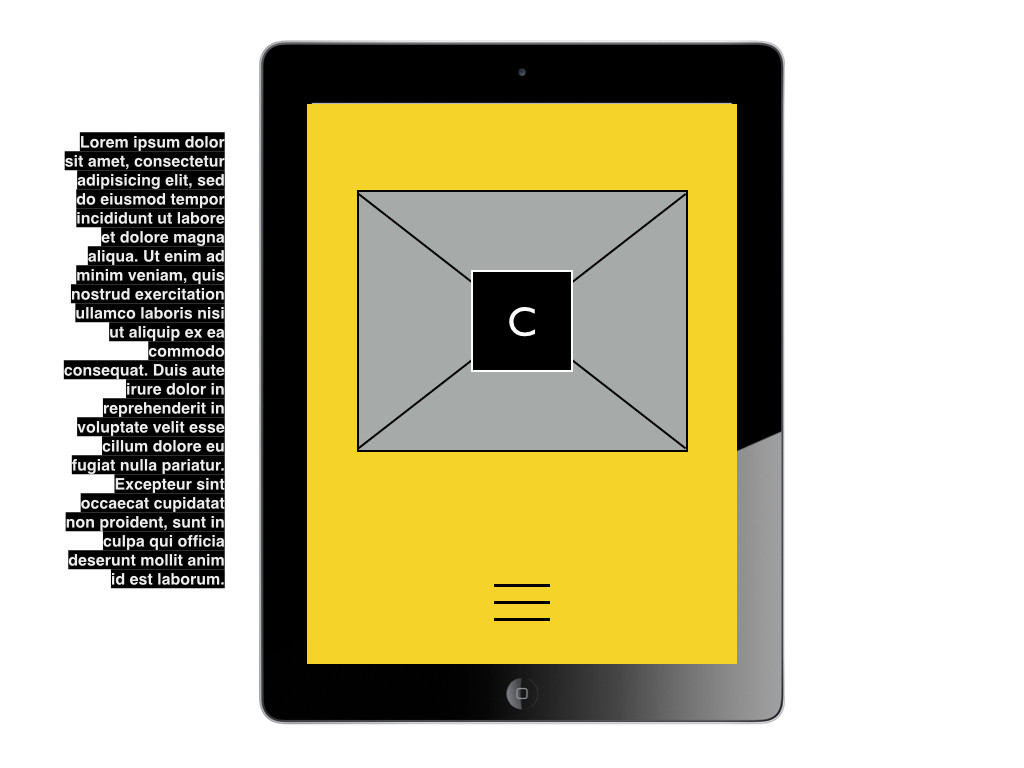 Lorem ipsum dolor
sit amet, consectetur
adipisicing elit, sed
do eiusmod tempor
incididunt ut labore
et dolore magna
aliqua. Ut enim ad
minim veniam, quis
nostrud exercitation
ullamco laboris nisi
ut aliquip ex ea
commodo
consequat. Duis aute
irure dolor in
reprehenderit in
voluptate velit esse
cillum dolore eu
fugiat nulla pariatur.
Excepteur sint
occaecat cupidatat
non proident, sunt in
culpa qui officia
deserunt mollit anim
id est laborum.
C